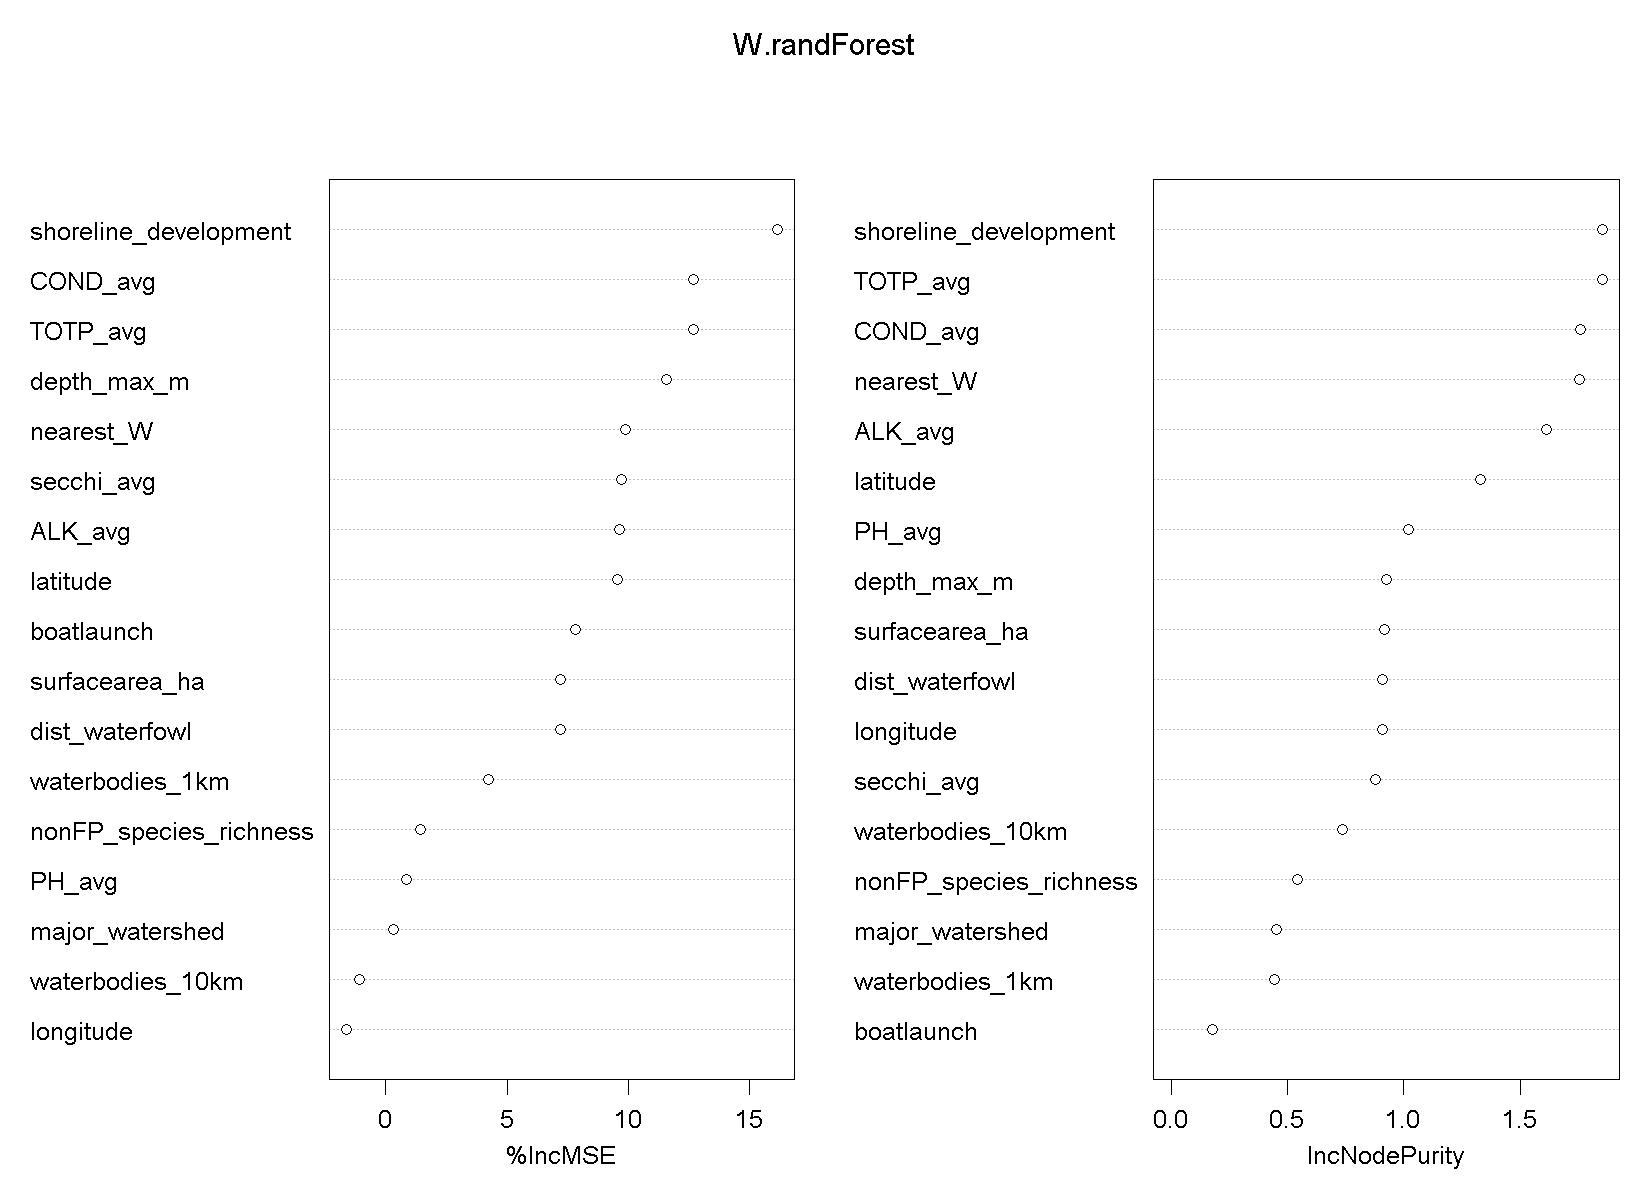 W.randForest
shoreline_development
COND_avg
TOTP_avg
depth_max_m
nearest_W
secchi_avg
ALK_avg
latitude
boatlaunch
surfacearea_ha
dist_waterfowl
waterbodies_1km
nonFP_species_richness
PH_avg
major_watershed
waterbodies_10km
longitude
0 5 10 15
%IncMSE
shoreline_development
TOTP_avg
COND_avg
nearest_W
ALK_avg
latitude
PH_avg
depth_max_m
surfacearea_ha
dist_waterfowl
longitude
secchi_avg
waterbodies_10km
nonFP_species_richness
major_watershed
waterbodies_1km
boatlaunch
0.0 0.5 1.0 1.5
IncNodePurity